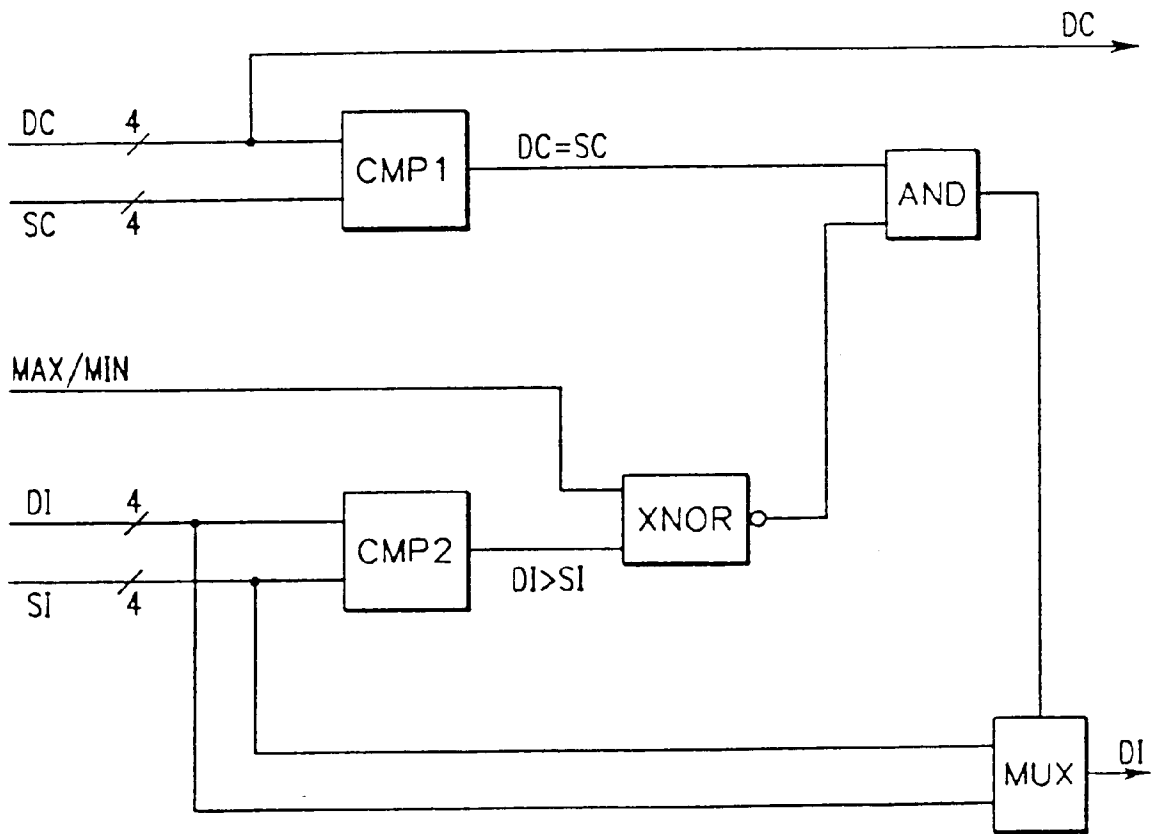 DC
DC
4
CMP1
DC=SC
AND
SC
4
MAX/MIN
DI
4
XNOR
CMP2
DI>SI
SI
4
MUX
DI